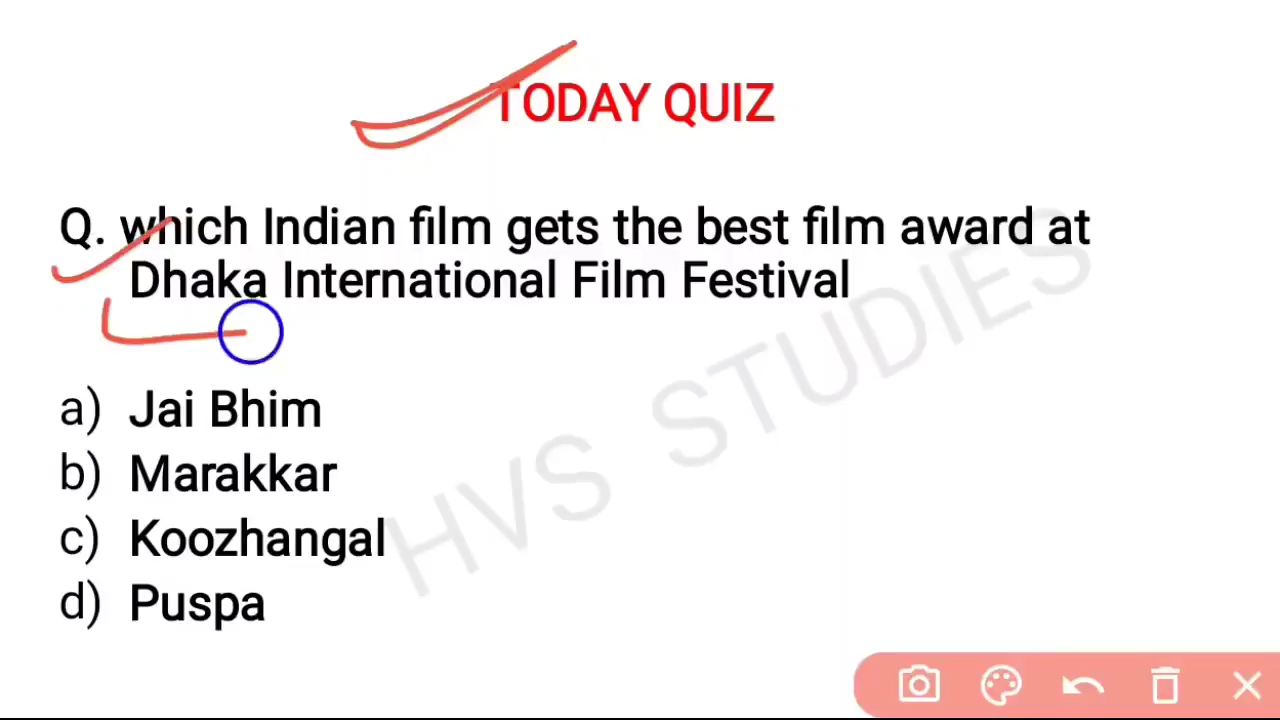 TODAY QUIZ
Q. which Indian film gets the best film award at
Dhaka International Film Festival
a) Jai Bhim
b) Marakkar
c) Koozhangal
d) Puspa
HVS STUDIES